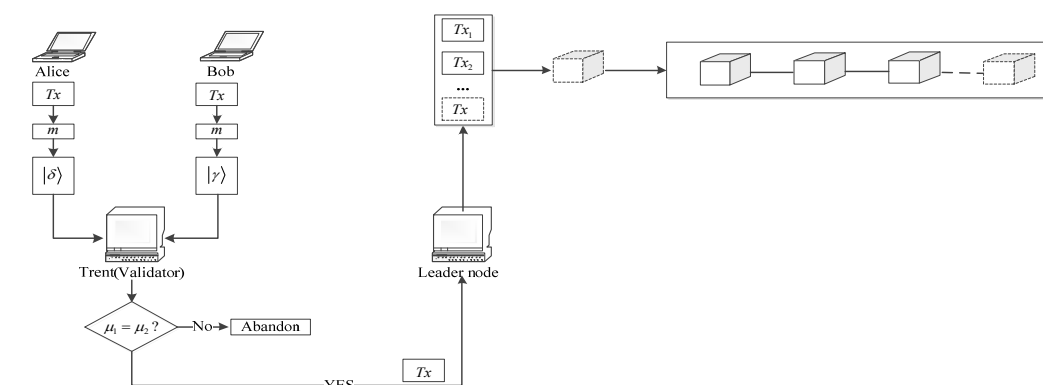 Alice
Bob
Tx
Tx
m
m
|δ⟩
|γ⟩
Trent(Validator)
μ₁ = μ₂ ?
No
Abandon
YES
Tx
Leader node
Tx₁
Tx₂
...
Tx